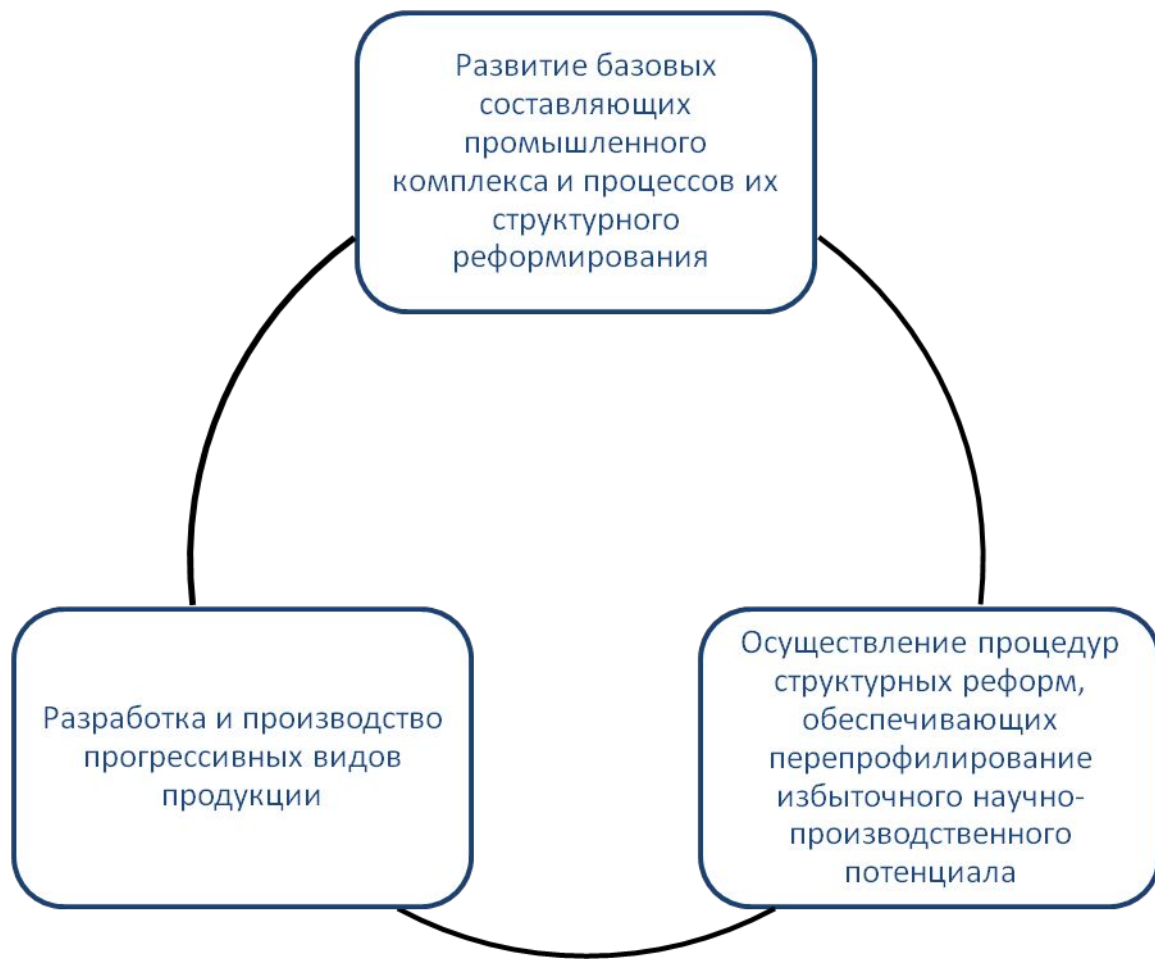 Развитие базовых
составляющих
промышленного
комплекса и процессов их
структурного
реформирования
Разработка и производство
прогрессивных видов
продукции
Осуществление процедур
структурных реформ,
обеспечивающих
перепрофилирование
избыточного научно-
производственного
потенциала